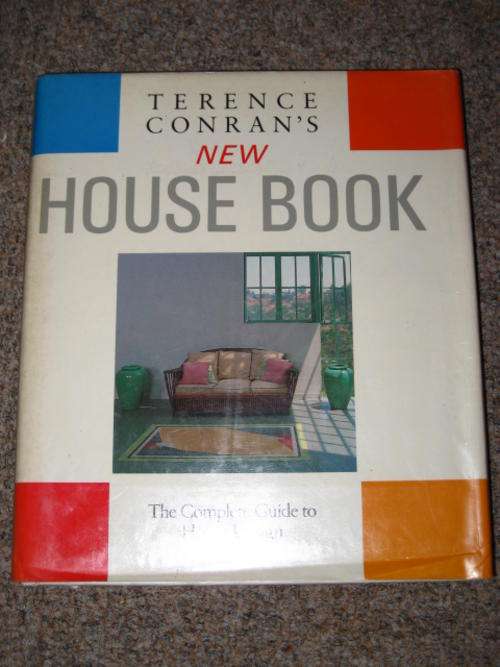 TERENCE
CONRAN'S
NEW
HOUSE BOOK
The Complete Guide to